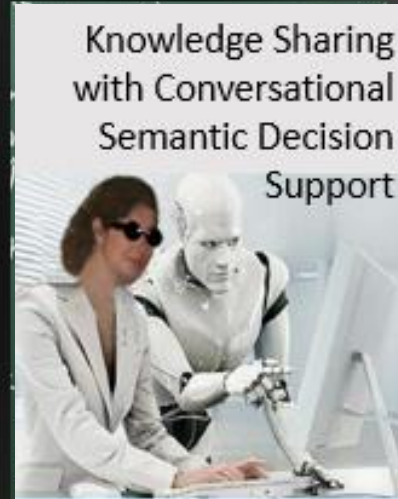 Knowledge Sharing
with Conversational
Semantic Decision
Support